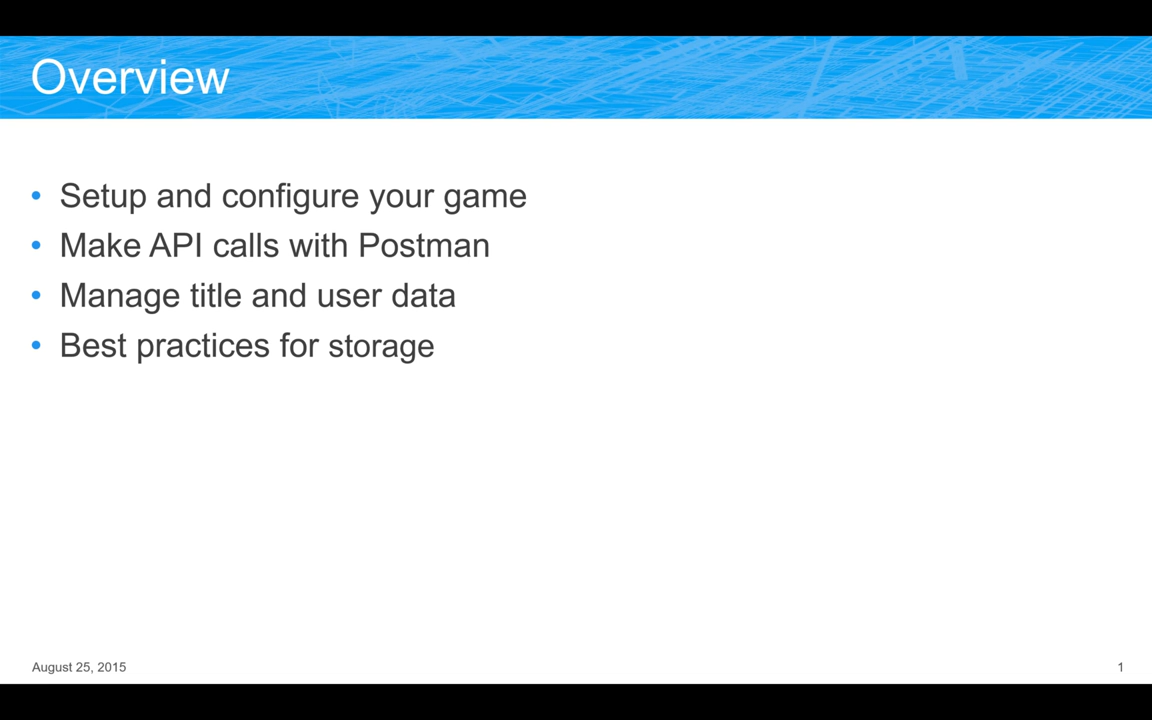 Overview
• Setup and configure your game
• Make API calls with Postman
• Manage title and user data
• Best practices for storage
August 25, 2015
1